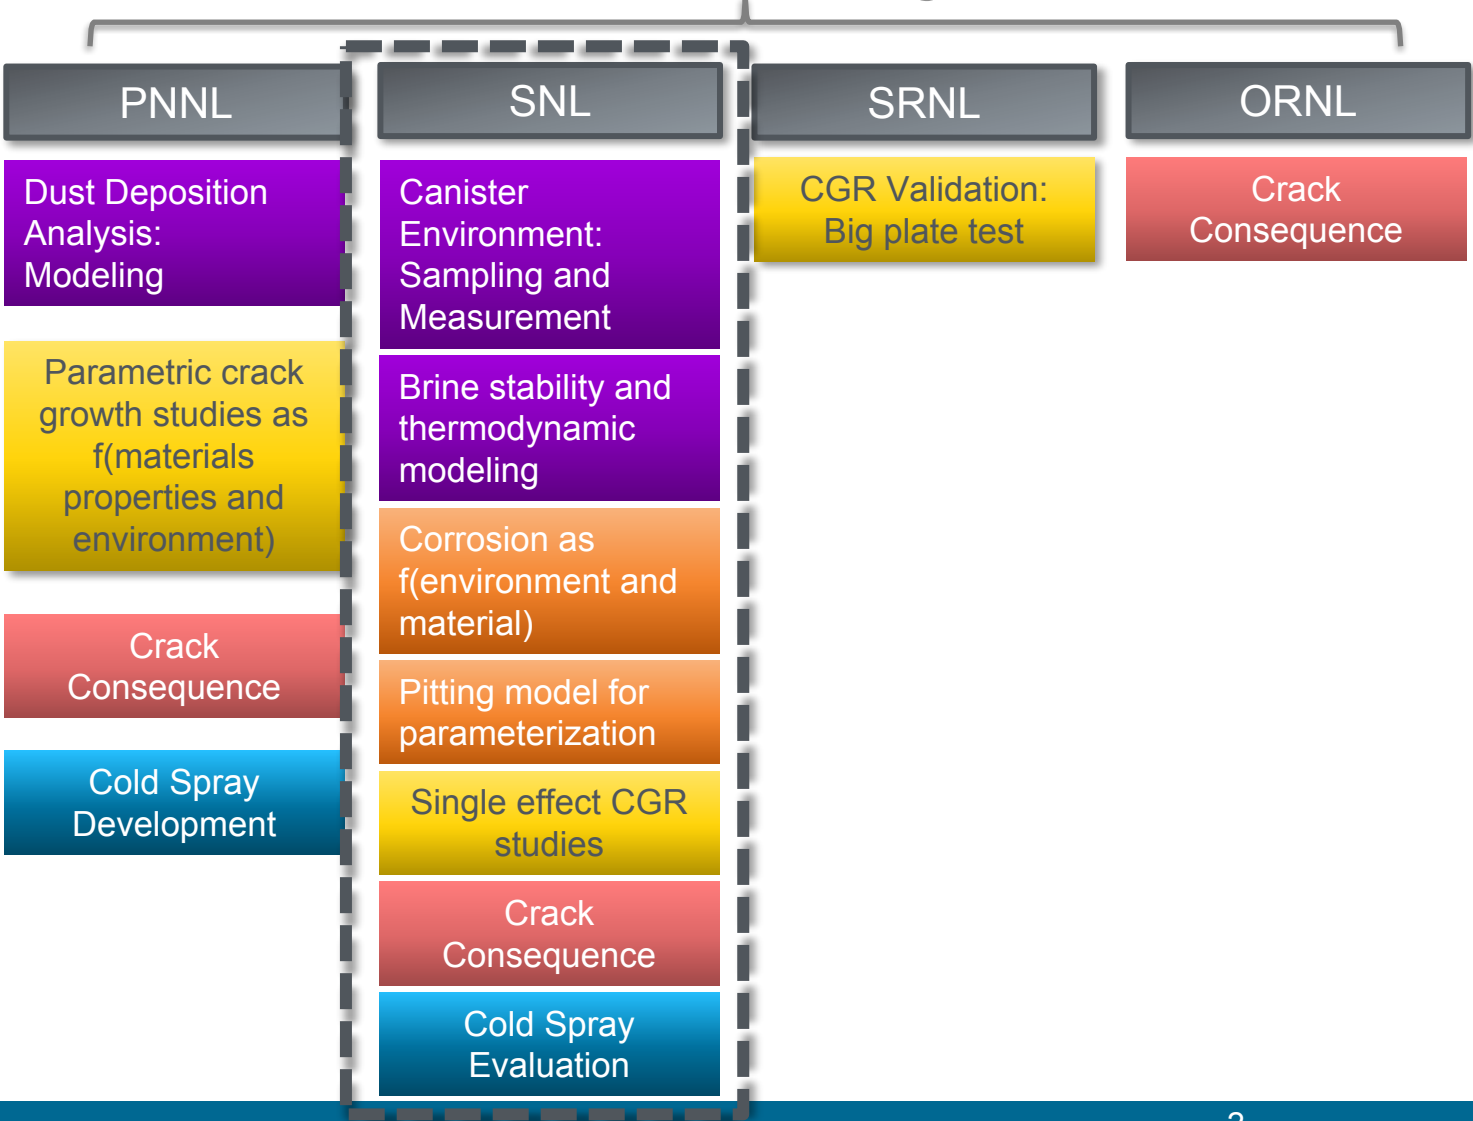 PNNL
SNL
SRNL
ORNL
Dust Deposition
Analysis:
Modeling
Parametric crack
growth studies as
f(materials
properties and
environment)
Crack
Consequence
Cold Spray
Development
Canister
Environment:
Sampling and
Measurement
Brine stability and
thermodynamic
modeling
Corrosion as
f(environment and
material)
Pitting model for
parameterization
Single effect CGR
studies
Crack
Consequence
Cold Spray
Evaluation
CGR Validation:
Big plate test
Crack
Consequence